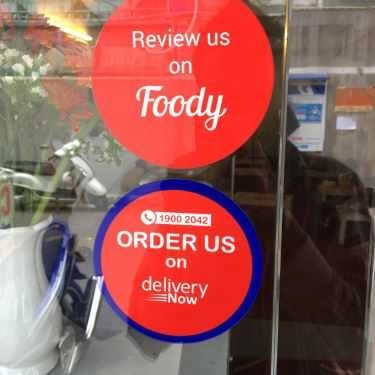 Review us
on
Foody
1900 2042
ORDER US
on
delivery
Now